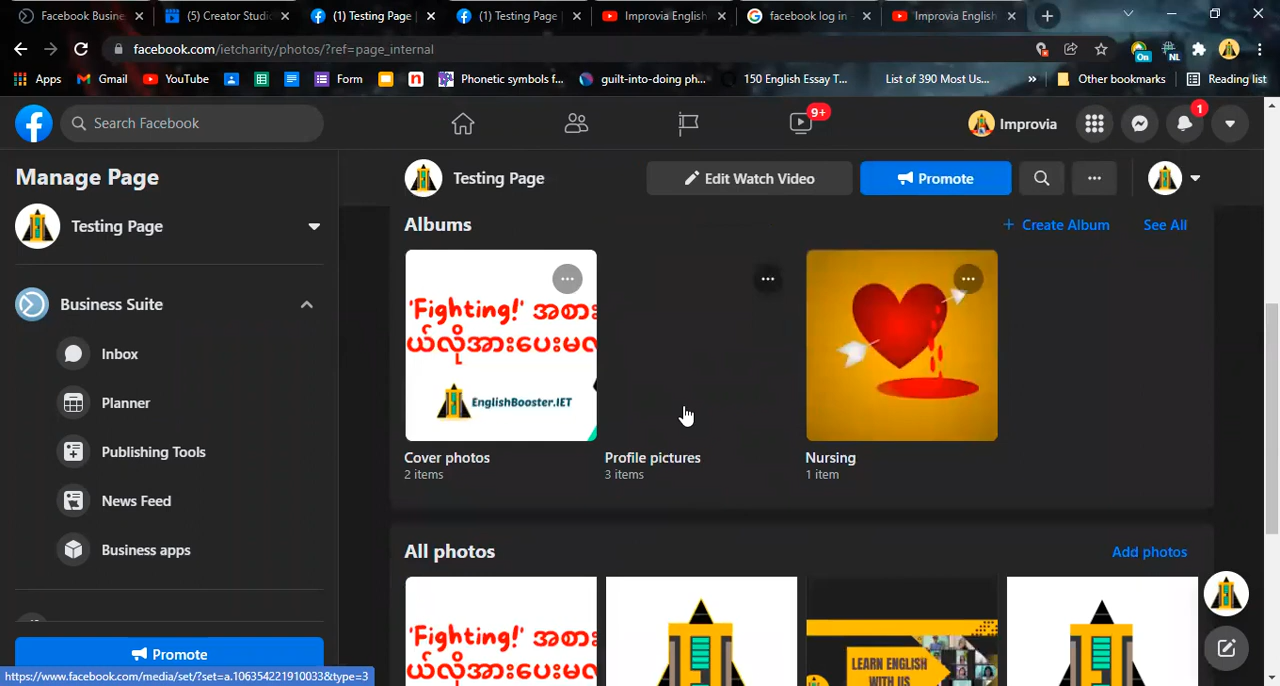 Facebook Busine
(5) Creator Studi
(1) Testing Page
(1) Testing Page
Improvia English
facebook log in -
Improvia English
facebook.com/ietcharity/photos/?ref=page_internal
On
NL
Apps
Gmail
YouTube
Form
Phonetic symbols f...
guilt-into-doing ph...
150 English Essay T...
List of 390 Most Us...
»
Other bookmarks
Reading list
Search Facebook
9+
Improvia
1
Manage Page
Testing Page
Business Suite
Inbox
Planner
Publishing Tools
News Feed
Business apps
Promote
Testing Page
Edit Watch Video
Promote
Albums
+ Create Album
See All
'Fighting!' အစား
ယ်လိုအားပေးမလ
EnglishBooster.IET
Cover photos
2 items
Profile pictures
3 items
Nursing
1 item
All photos
Add photos
'Fighting!' အစား
ယ်လိုအားပေးမလ
LEARN ENGLISH
WITH US
https://www.facebook.com/media/set/?set=a.106354221910033&type=3